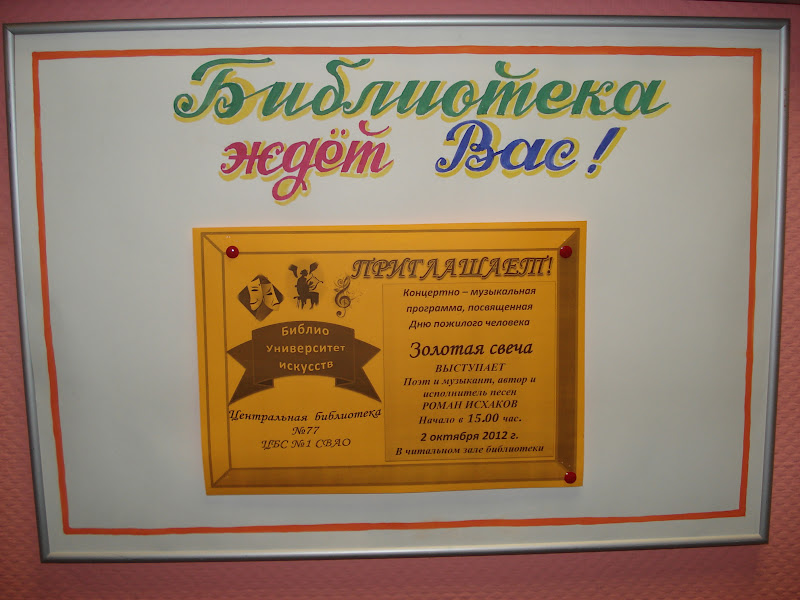 Библиотека
ждёт Вас!
ПРИГЛАШАЕТ!
Библио
Университет
искусств
Центральная библиотека
№77
ЦБС №1 СВАО
Концертно – музыкальная
программа, посвященная
Дню пожилого человека
Золотая свеча
ВЫСТУПАЕТ
Поэт и музыкант, автор и
исполнитель песен
РОМАН ИСХАКОВ
Начало в 15.00 час.
2 октября 2012 г.
В читальном зале библиотеки